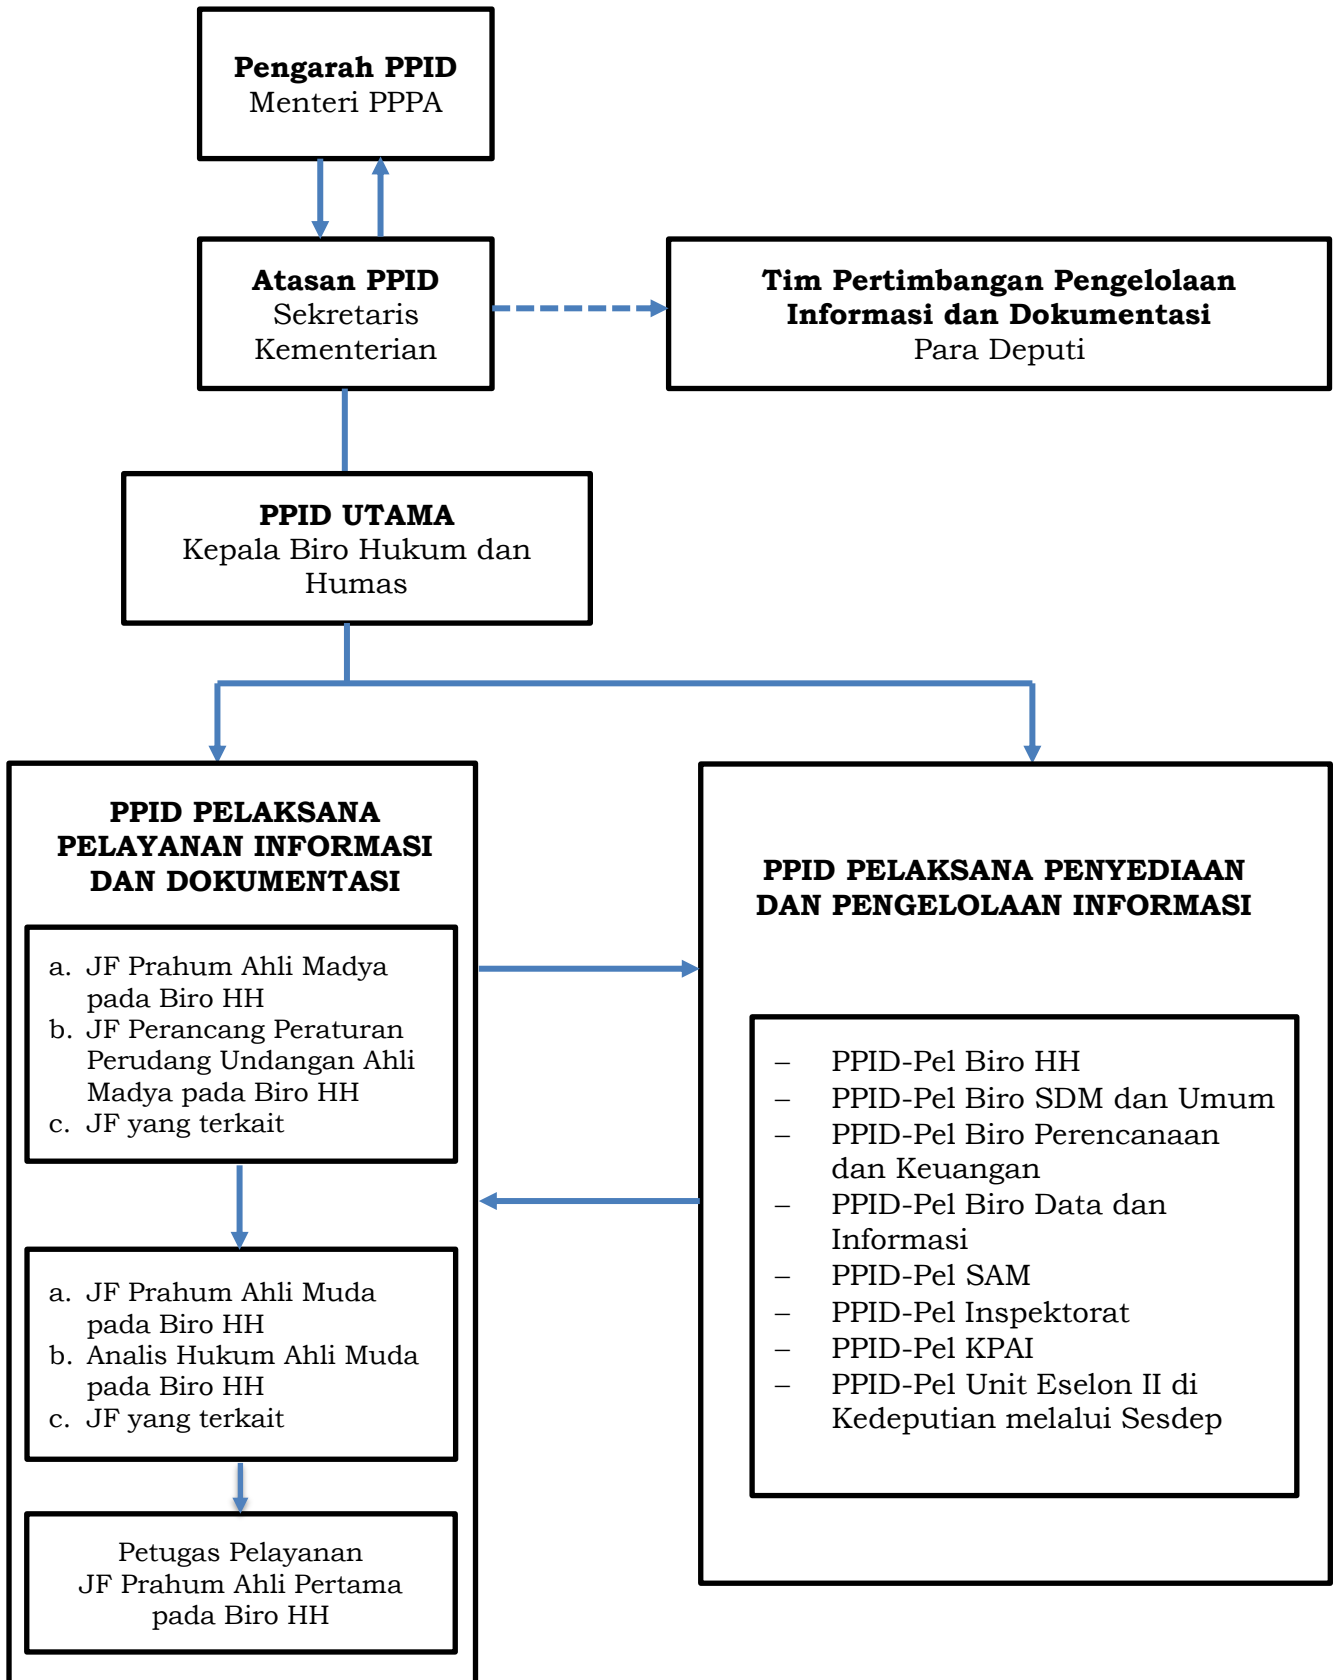 Pengarah PPID
Menteri PPPA
Atasan PPID
Sekretaris
Kementerian
Tim Pertimbangan Pengelolaan
Informasi dan Dokumentasi
Para Deputi
PPID UTAMA
Kepala Biro Hukum dan
Humas
PPID PELAKSANA
PELAYANAN INFORMASI
DAN DOKUMENTASI
a. JF Prahum Ahli Madya
pada Biro HH
b. JF Perancang Peraturan
Perudang Undangan Ahli
Madya pada Biro HH
c. JF yang terkait
a. JF Prahum Ahli Muda
pada Biro HH
b. Analis Hukum Ahli Muda
pada Biro HH
c. JF yang terkait
Petugas Pelayanan
JF Prahum Ahli Pertama
pada Biro HH
PPID PELAKSANA PENYEDIAAN
DAN PENGELOLAAN INFORMASI
– PPID-Pel Biro HH
– PPID-Pel Biro SDM dan Umum
– PPID-Pel Biro Perencanaan
dan Keuangan
– PPID-Pel Biro Data dan
Informasi
– PPID-Pel SAM
– PPID-Pel Inspektorat
– PPID-Pel KPAI
– PPID-Pel Unit Eselon II di
Kedeputian melalui Sesdep